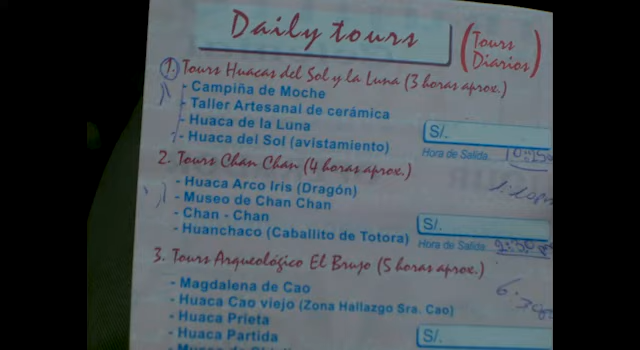 Daily tours
(Tours Diarios)
1. Tours Huacas del Sol y la Luna (3 horas aprox.)
- Campiña de Moche
- Taller Artesanal de cerámica
- Huaca de la Luna
- Huaca del Sol (avistamiento)
S/.
Hora de Salida
2. Tours Chan Chan (4 horas aprox.)
- Huaca Arco Iris (Dragón)
- Museo de Chan Chan
- Chan - Chan
- Huanchaco (Caballito de Totora)
S/.
Hora de Salida
3. Tours Arqueológico El Brujo (5 horas aprox.)
- Magdalena de Cao
- Huaca Cao viejo (Zona Hallazgo Sra. Cao)
- Huaca Prieta
- Huaca Partida
S/.